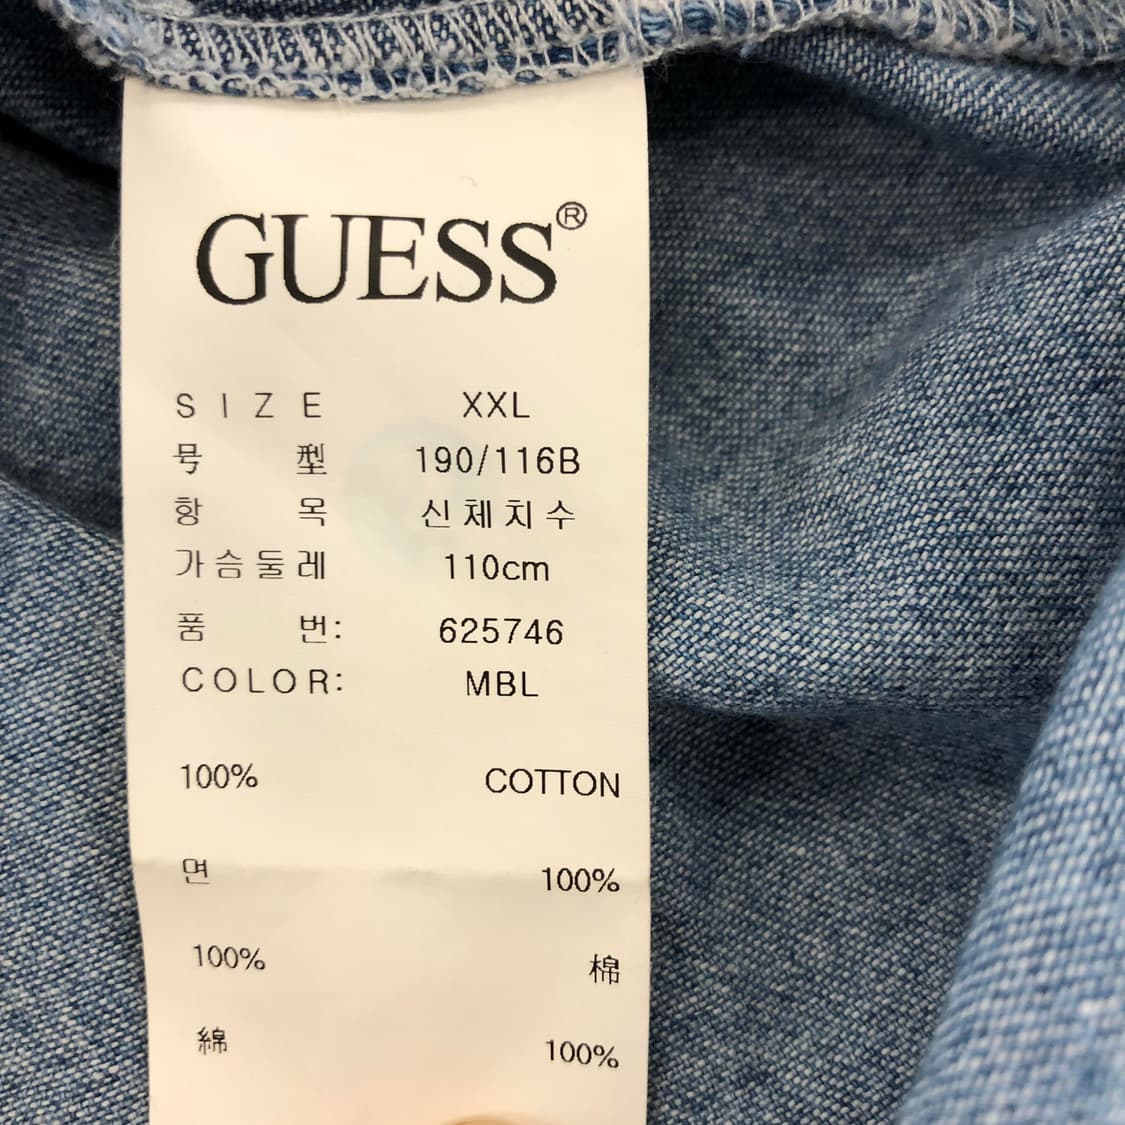 GUESS®
SIZE XXL
号型 190/116B
항목 신체치수
가슴둘레 110cm
품번: 625746
COLOR: MBL
100% COTTON
면 100%
100% 棉
綿 100%